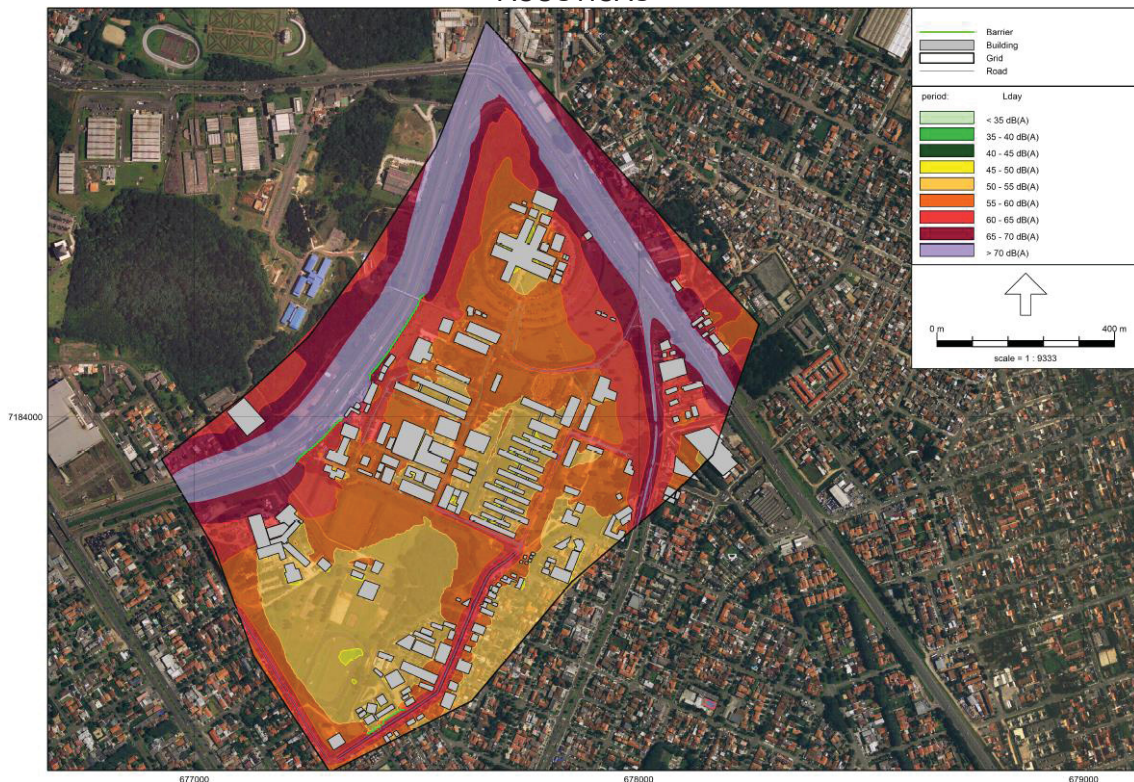 Barrier
Building
Grid
Road
period: Lday
< 35 dB(A)
35 - 40 dB(A)
40 - 45 dB(A)
45 - 50 dB(A)
50 - 55 dB(A)
55 - 60 dB(A)
60 - 65 dB(A)
65 - 70 dB(A)
> 70 dB(A)
0 m 400 m
scale = 1 : 9333
7184000
677000 678000 679000